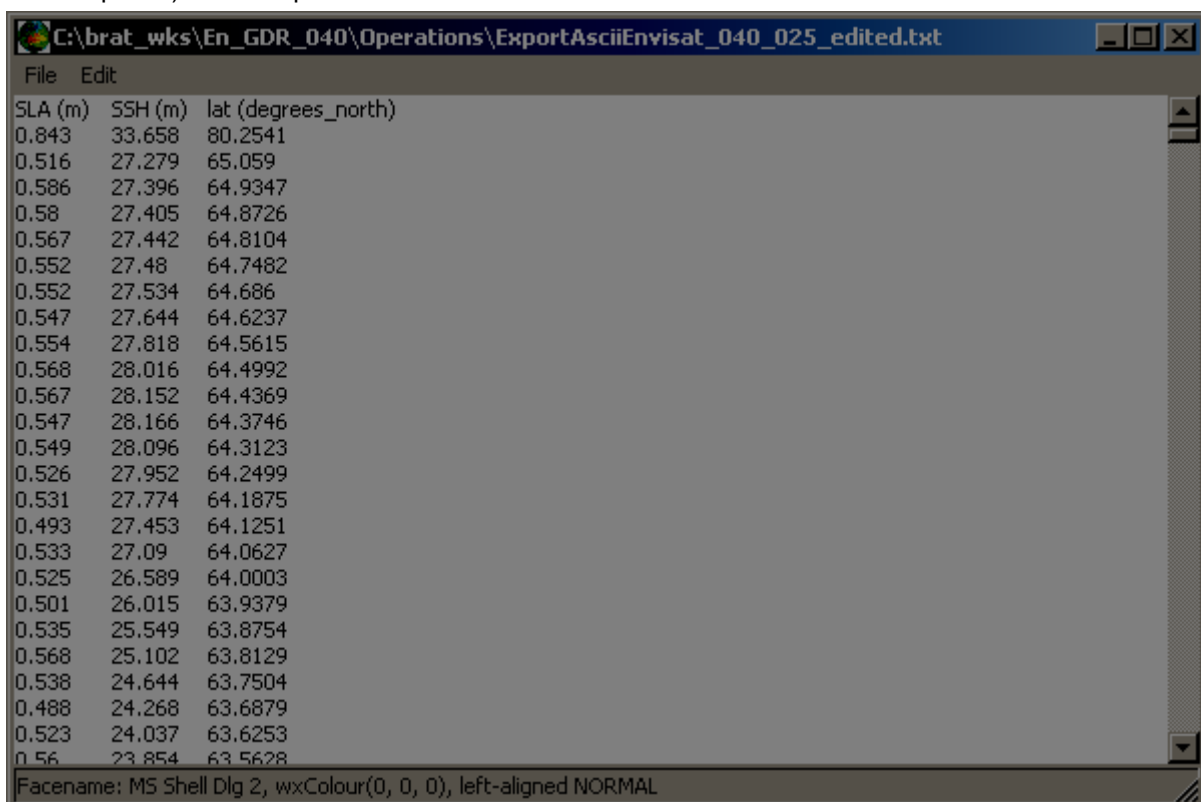 C:\brat_wks\En_GDR_040\Operations\ExportAsciiEnvisat_040_025_edited.txt
File Edit
SLA (m) SSH (m) lat (degrees_north)
0.843 33.658 80.2541
0.516 27.279 65.059
0.586 27.396 64.9347
0.58 27.405 64.8726
0.567 27.442 64.8104
0.552 27.48 64.7482
0.552 27.534 64.686
0.547 27.644 64.6237
0.554 27.818 64.5615
0.568 28.016 64.4992
0.567 28.152 64.4369
0.547 28.166 64.3746
0.549 28.096 64.3123
0.526 27.952 64.2499
0.531 27.774 64.1875
0.493 27.453 64.1251
0.533 27.09 64.0627
0.525 26.589 64.0003
0.501 26.015 63.9379
0.535 25.549 63.8754
0.568 25.102 63.8129
0.538 24.644 63.7504
0.488 24.268 63.6879
0.523 24.037 63.6253
0.56 23.854 63.5628
Facename: MS Shell Dlg 2, wxColour(0, 0, 0), left-aligned NORMAL